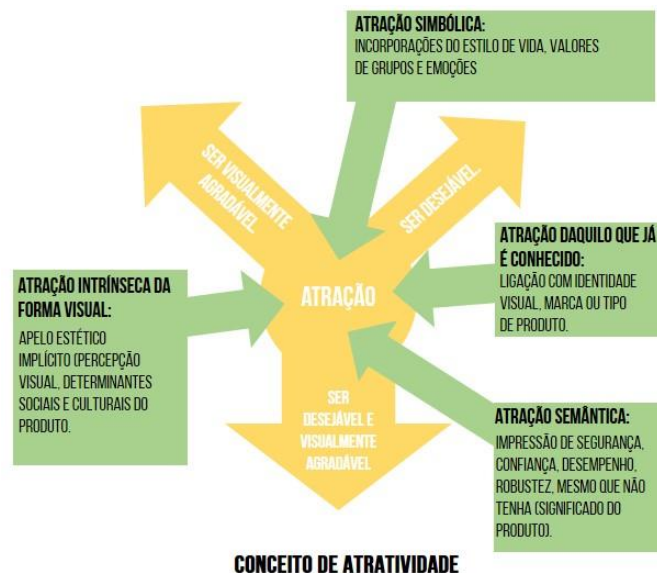 ATRAÇÃO SIMBÓLICA:
INCORPORAÇÕES DO ESTILO DE VIDA, VALORES
DE GRUPOS E EMOÇÕES
SER VISUALMENTE
AGRADÁVEL
SER DESEJÁVEL
ATRAÇÃO DAQUILO QUE JÁ
É CONHECIDO:
LIGAÇÃO COM IDENTIDADE
VISUAL, MARCA OU TIPO
DE PRODUTO.
ATRAÇÃO INTRÍNSECA DA
FORMA VISUAL:
APELO ESTÉTICO
IMPLÍCITO (PERCEPÇÃO
VISUAL, DETERMINANTES
SOCIAIS E CULTURAIS DO
PRODUTO.
ATRAÇÃO
SER
DESEJÁVEL E
VISUALMENTE
AGRADÁVEL
ATRAÇÃO SEMÂNTICA:
IMPRESSÃO DE SEGURANÇA,
CONFIANÇA, DESEMPENHO,
ROBUSTEZ, MESMO QUE NÃO
TENHA (SIGNIFICADO DO
PRODUTO).
CONCEITO DE ATRATIVIDADE